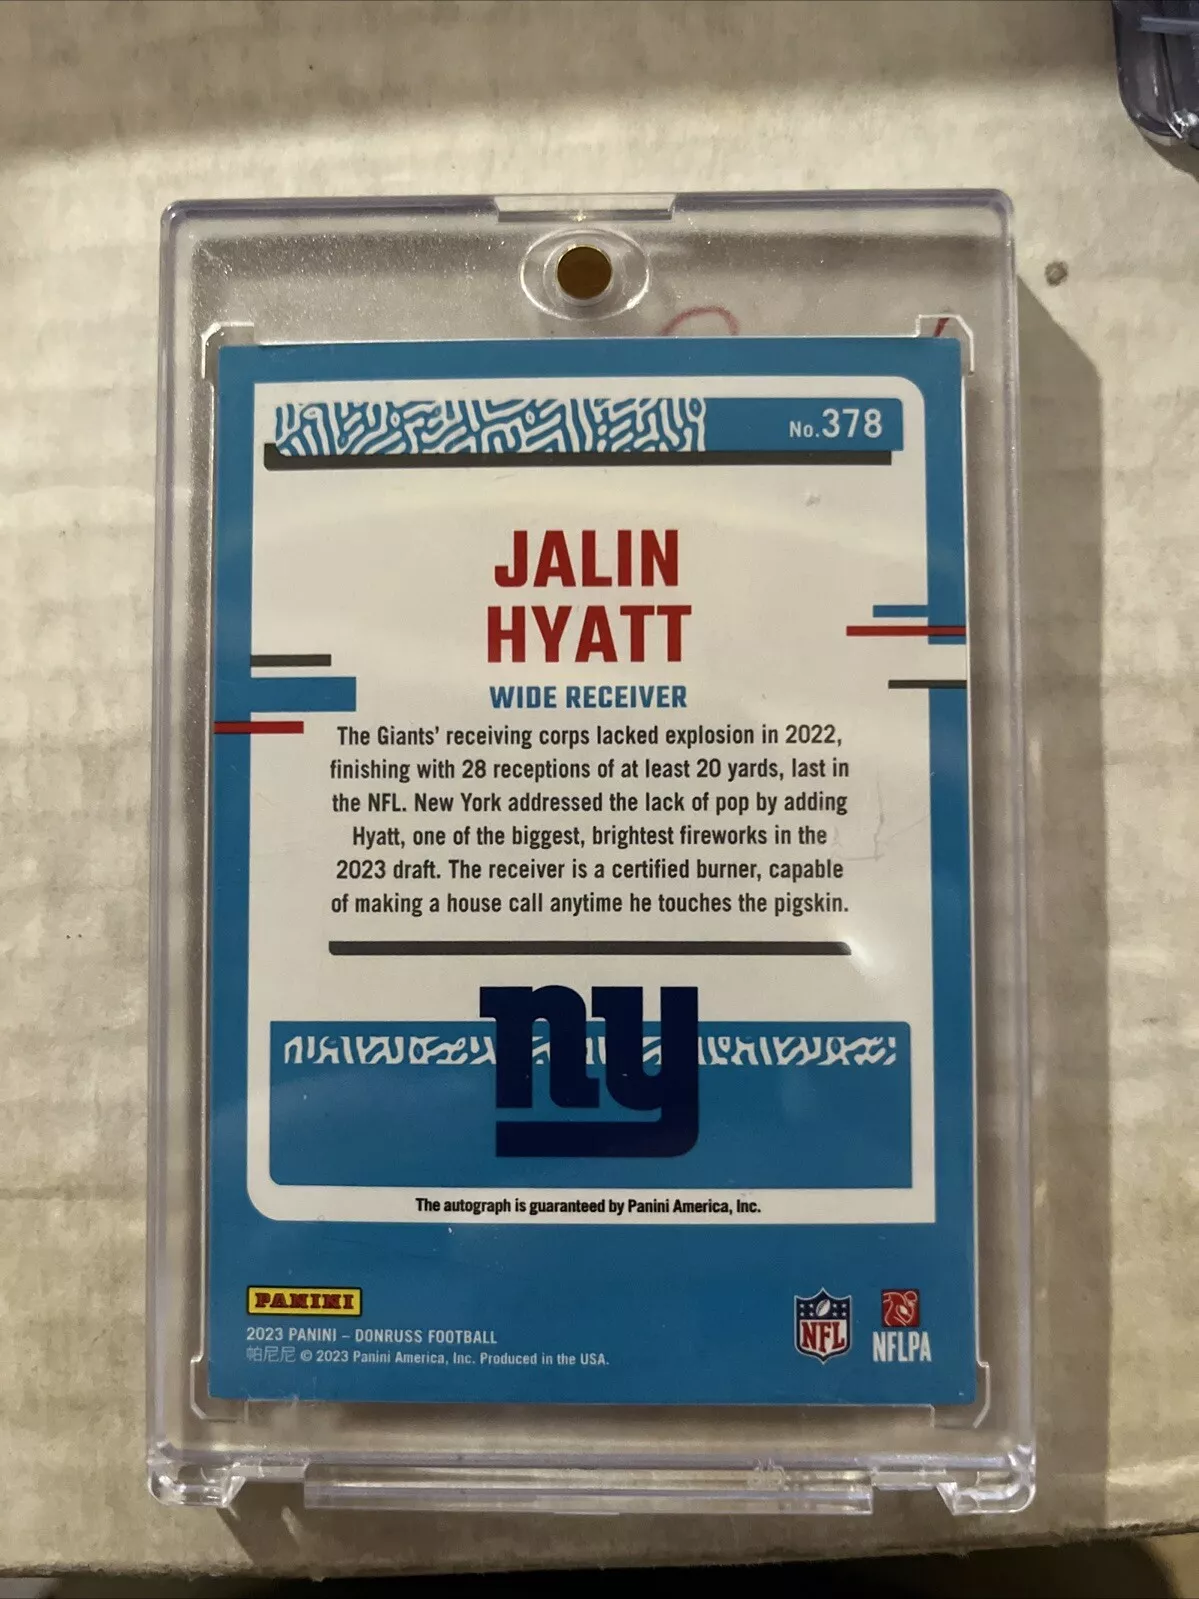 No.378
JALIN
HYATT
WIDE RECEIVER
The Giants’ receiving corps lacked explosion in 2022,
finishing with 28 receptions of at least 20 yards, last in
the NFL. New York addressed the lack of pop by adding
Hyatt, one of the biggest, brightest fireworks in the
2023 draft. The receiver is a certified burner, capable
of making a house call anytime he touches the pigskin.
ny
The autograph is guaranteed by Panini America, Inc.
PANINI
NFL
NFLPA
2023 PANINI – DONRUSS FOOTBALL
帕尼尼 © 2023 Panini America, Inc. Produced in the USA.